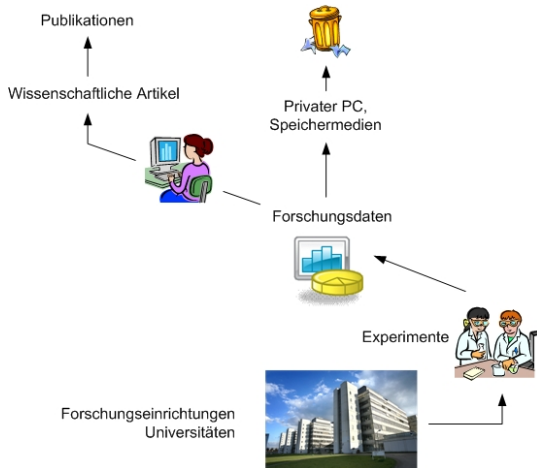 Publikationen
Wissenschaftliche Artikel
Privater PC,
Speichermedien
Forschungsdaten
Experimente
Forschungseinrichtungen
Universitäten